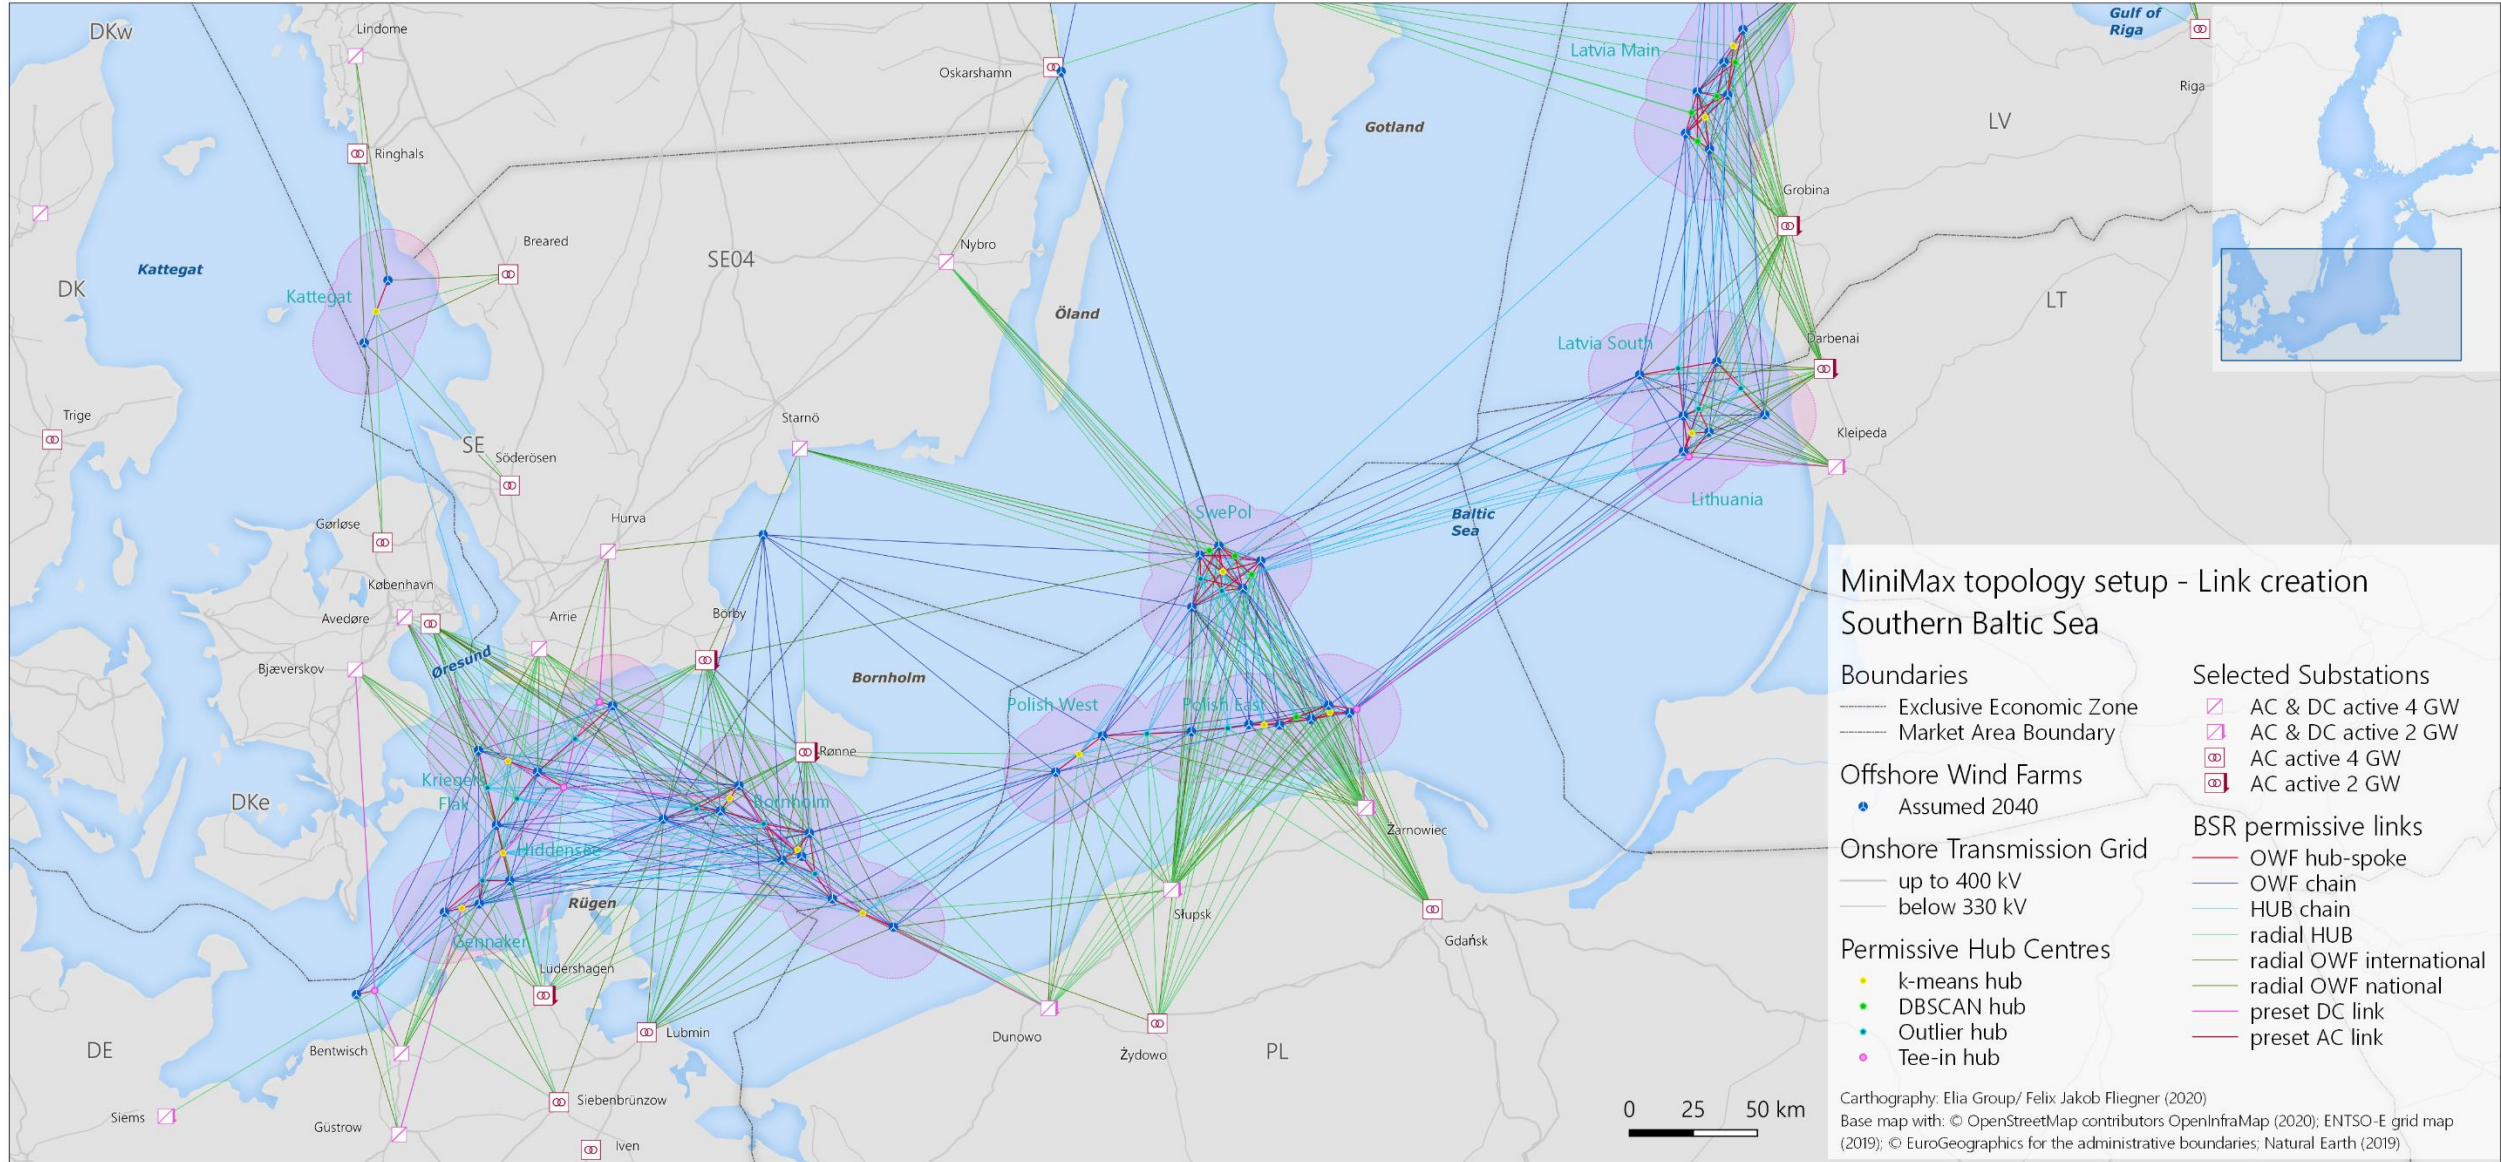 DKw
Lindome
Oskarshamn
Latvia Main
Gulf of
Riga
Riga
Ringhals
Gotland
LV
Grobina
Breared
Nybro
SE04
Kattegat
DK
Kattegat
Öland
LT
Latvia South
Darbenai
Trige
Starnö
SE
Söderösen
Kleipeda
Lithuania
SwePol
Baltic
Sea
Gørløse
Hurva
København
Avedøre
Arrie
Börby
Bjæverskov
Øresund
Bornholm
Polish West
Polish East
Rønne
Kriegers
Flak
DKe
Bornholm
Hiddensee
Żarnowiec
Rügen
Słupsk
Gdańsk
Gennaker
Lüdershagen
Lubmin
Dunowo
Żydowo
PL
DE
Bentwisch
Siems
Güstrow
Siebenbrünzow
Iven
0 25 50 km
MiniMax topology setup - Link creation
Southern Baltic Sea
Boundaries
Exclusive Economic Zone
Market Area Boundary
Offshore Wind Farms
Assumed 2040
Onshore Transmission Grid
up to 400 kV
below 330 kV
Permissive Hub Centres
k-means hub
DBSCAN hub
Outlier hub
Tee-in hub
Selected Substations
AC & DC active 4 GW
AC & DC active 2 GW
AC active 4 GW
AC active 2 GW
BSR permissive links
OWF hub-spoke
OWF chain
HUB chain
radial HUB
radial OWF international
radial OWF national
preset DC link
preset AC link
Carthography: Elia Group/ Felix Jakob Fliegner (2020)
Base map with: © OpenStreetMap contributors OpenInfraMap (2020); ENTSO-E grid map
(2019); © EuroGeographics for the administrative boundaries; Natural Earth (2019)